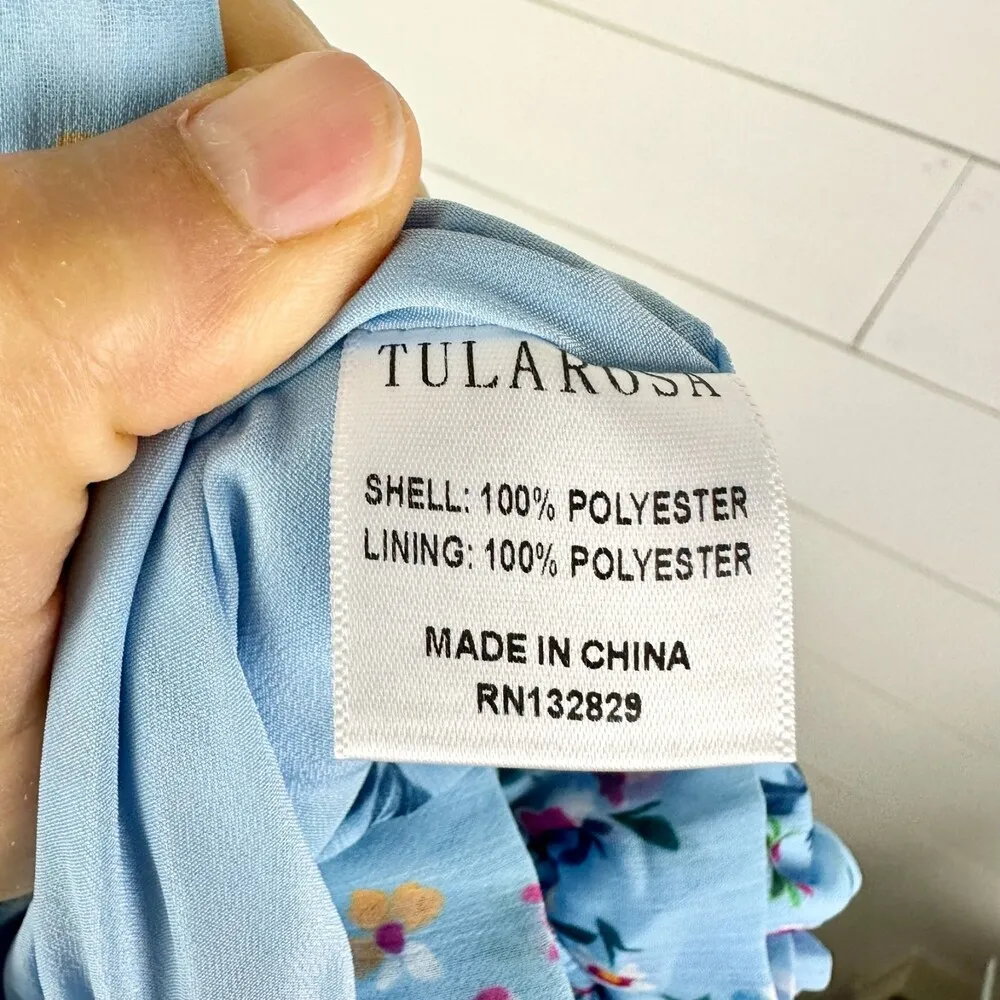 TULAROSA
SHELL: 100% POLYESTER
LINING: 100% POLYESTER
MADE IN CHINA
RN132829